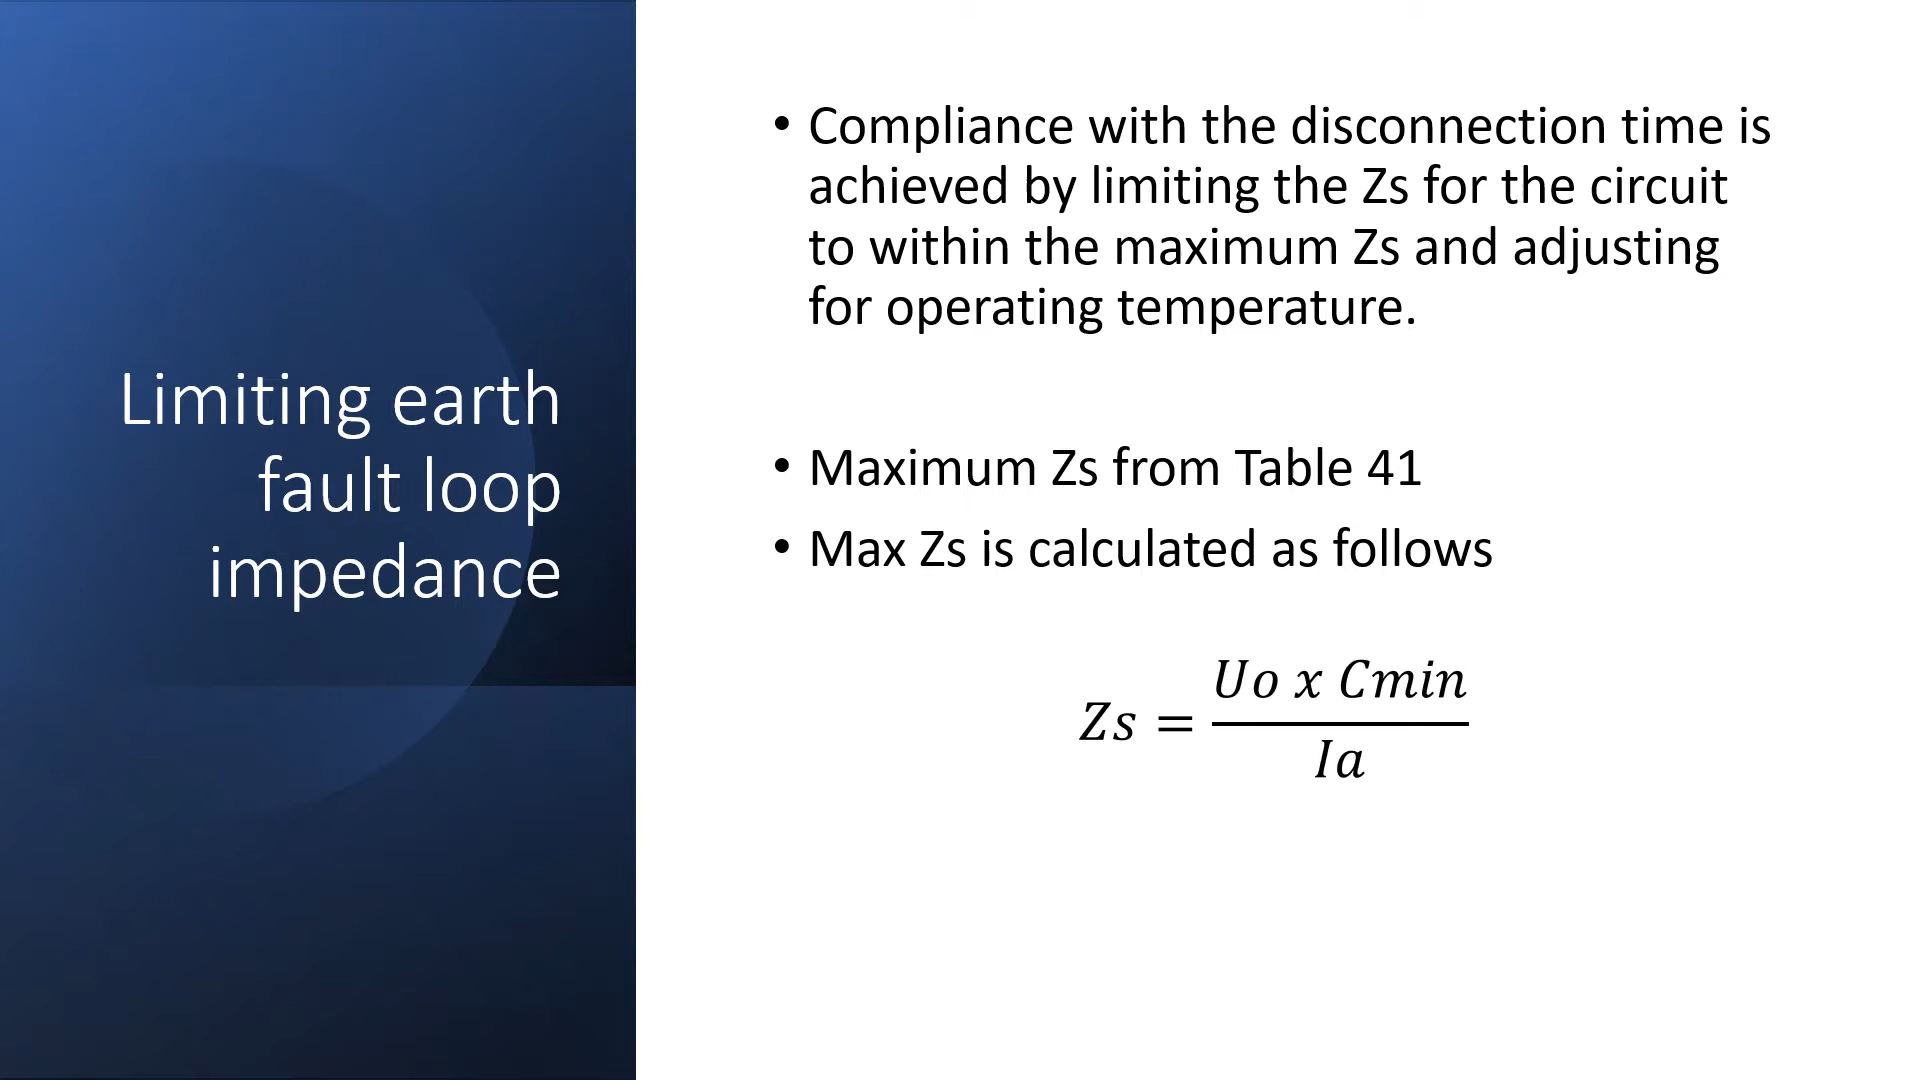 Limiting earth
fault loop
impedance
• Compliance with the disconnection time is
achieved by limiting the Zs for the circuit
to within the maximum Zs and adjusting
for operating temperature.
• Maximum Zs from Table 41
• Max Zs is calculated as follows
Zs = Uo x Cmin / Ia